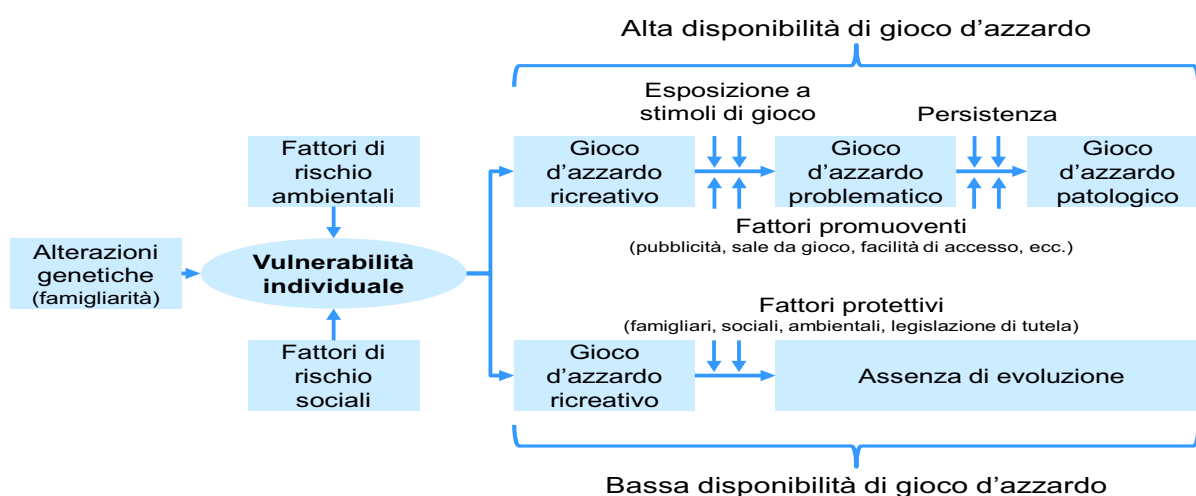 Alta disponibilità di gioco d'azzardo
Esposizione a
stimoli di gioco
Persistenza
Fattori di
rischio
ambientali
Gioco
d'azzardo
ricreativo
Gioco
d'azzardo
problematico
Gioco
d'azzardo
patologico
Fattori promuoventi
(pubblicità, sale da gioco, facilità di accesso, ecc.)
Alterazioni
genetiche
(famigliarità)
Vulnerabilità
individuale
Fattori protettivi
(famigliari, sociali, ambientali, legislazione di tutela)
Fattori di
rischio
sociali
Gioco
d'azzardo
ricreativo
Assenza di evoluzione
Bassa disponibilità di gioco d'azzardo